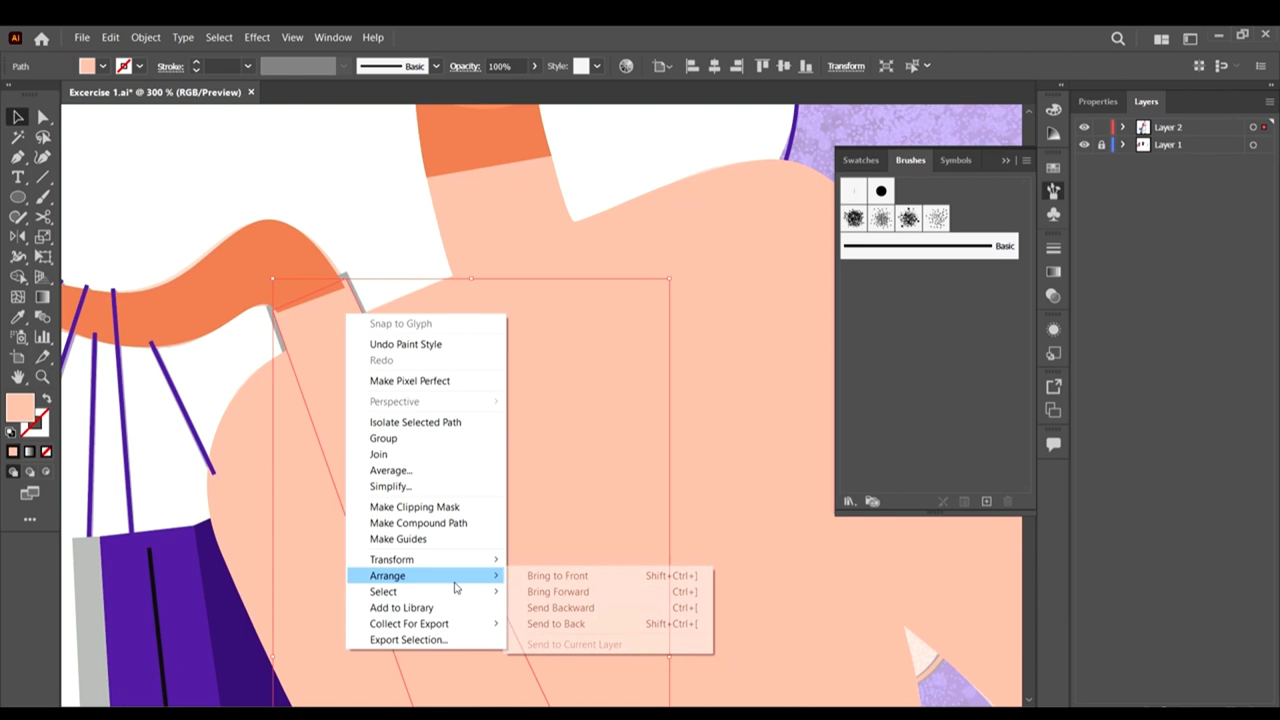 Ai File Edit Object Type Select Effect View Window Help
Path Stroke: Basic Opacity: 100% Style: Transform
Excercise 1.ai* @ 300 % (RGB/Preview) ×
Properties Layers
Layer 2
Layer 1
Swatches Brushes Symbols
Basic
Snap to Glyph
Undo Paint Style
Redo
Make Pixel Perfect
Perspective
Isolate Selected Path
Group
Join
Average...
Simplify...
Make Clipping Mask
Make Compound Path
Make Guides
Transform
Arrange
Select
Add to Library
Collect For Export
Export Selection...
Bring to Front Shift+Ctrl+]
Bring Forward Ctrl+]
Send Backward Ctrl+[
Send to Back Shift+Ctrl+[
Send to Current Layer